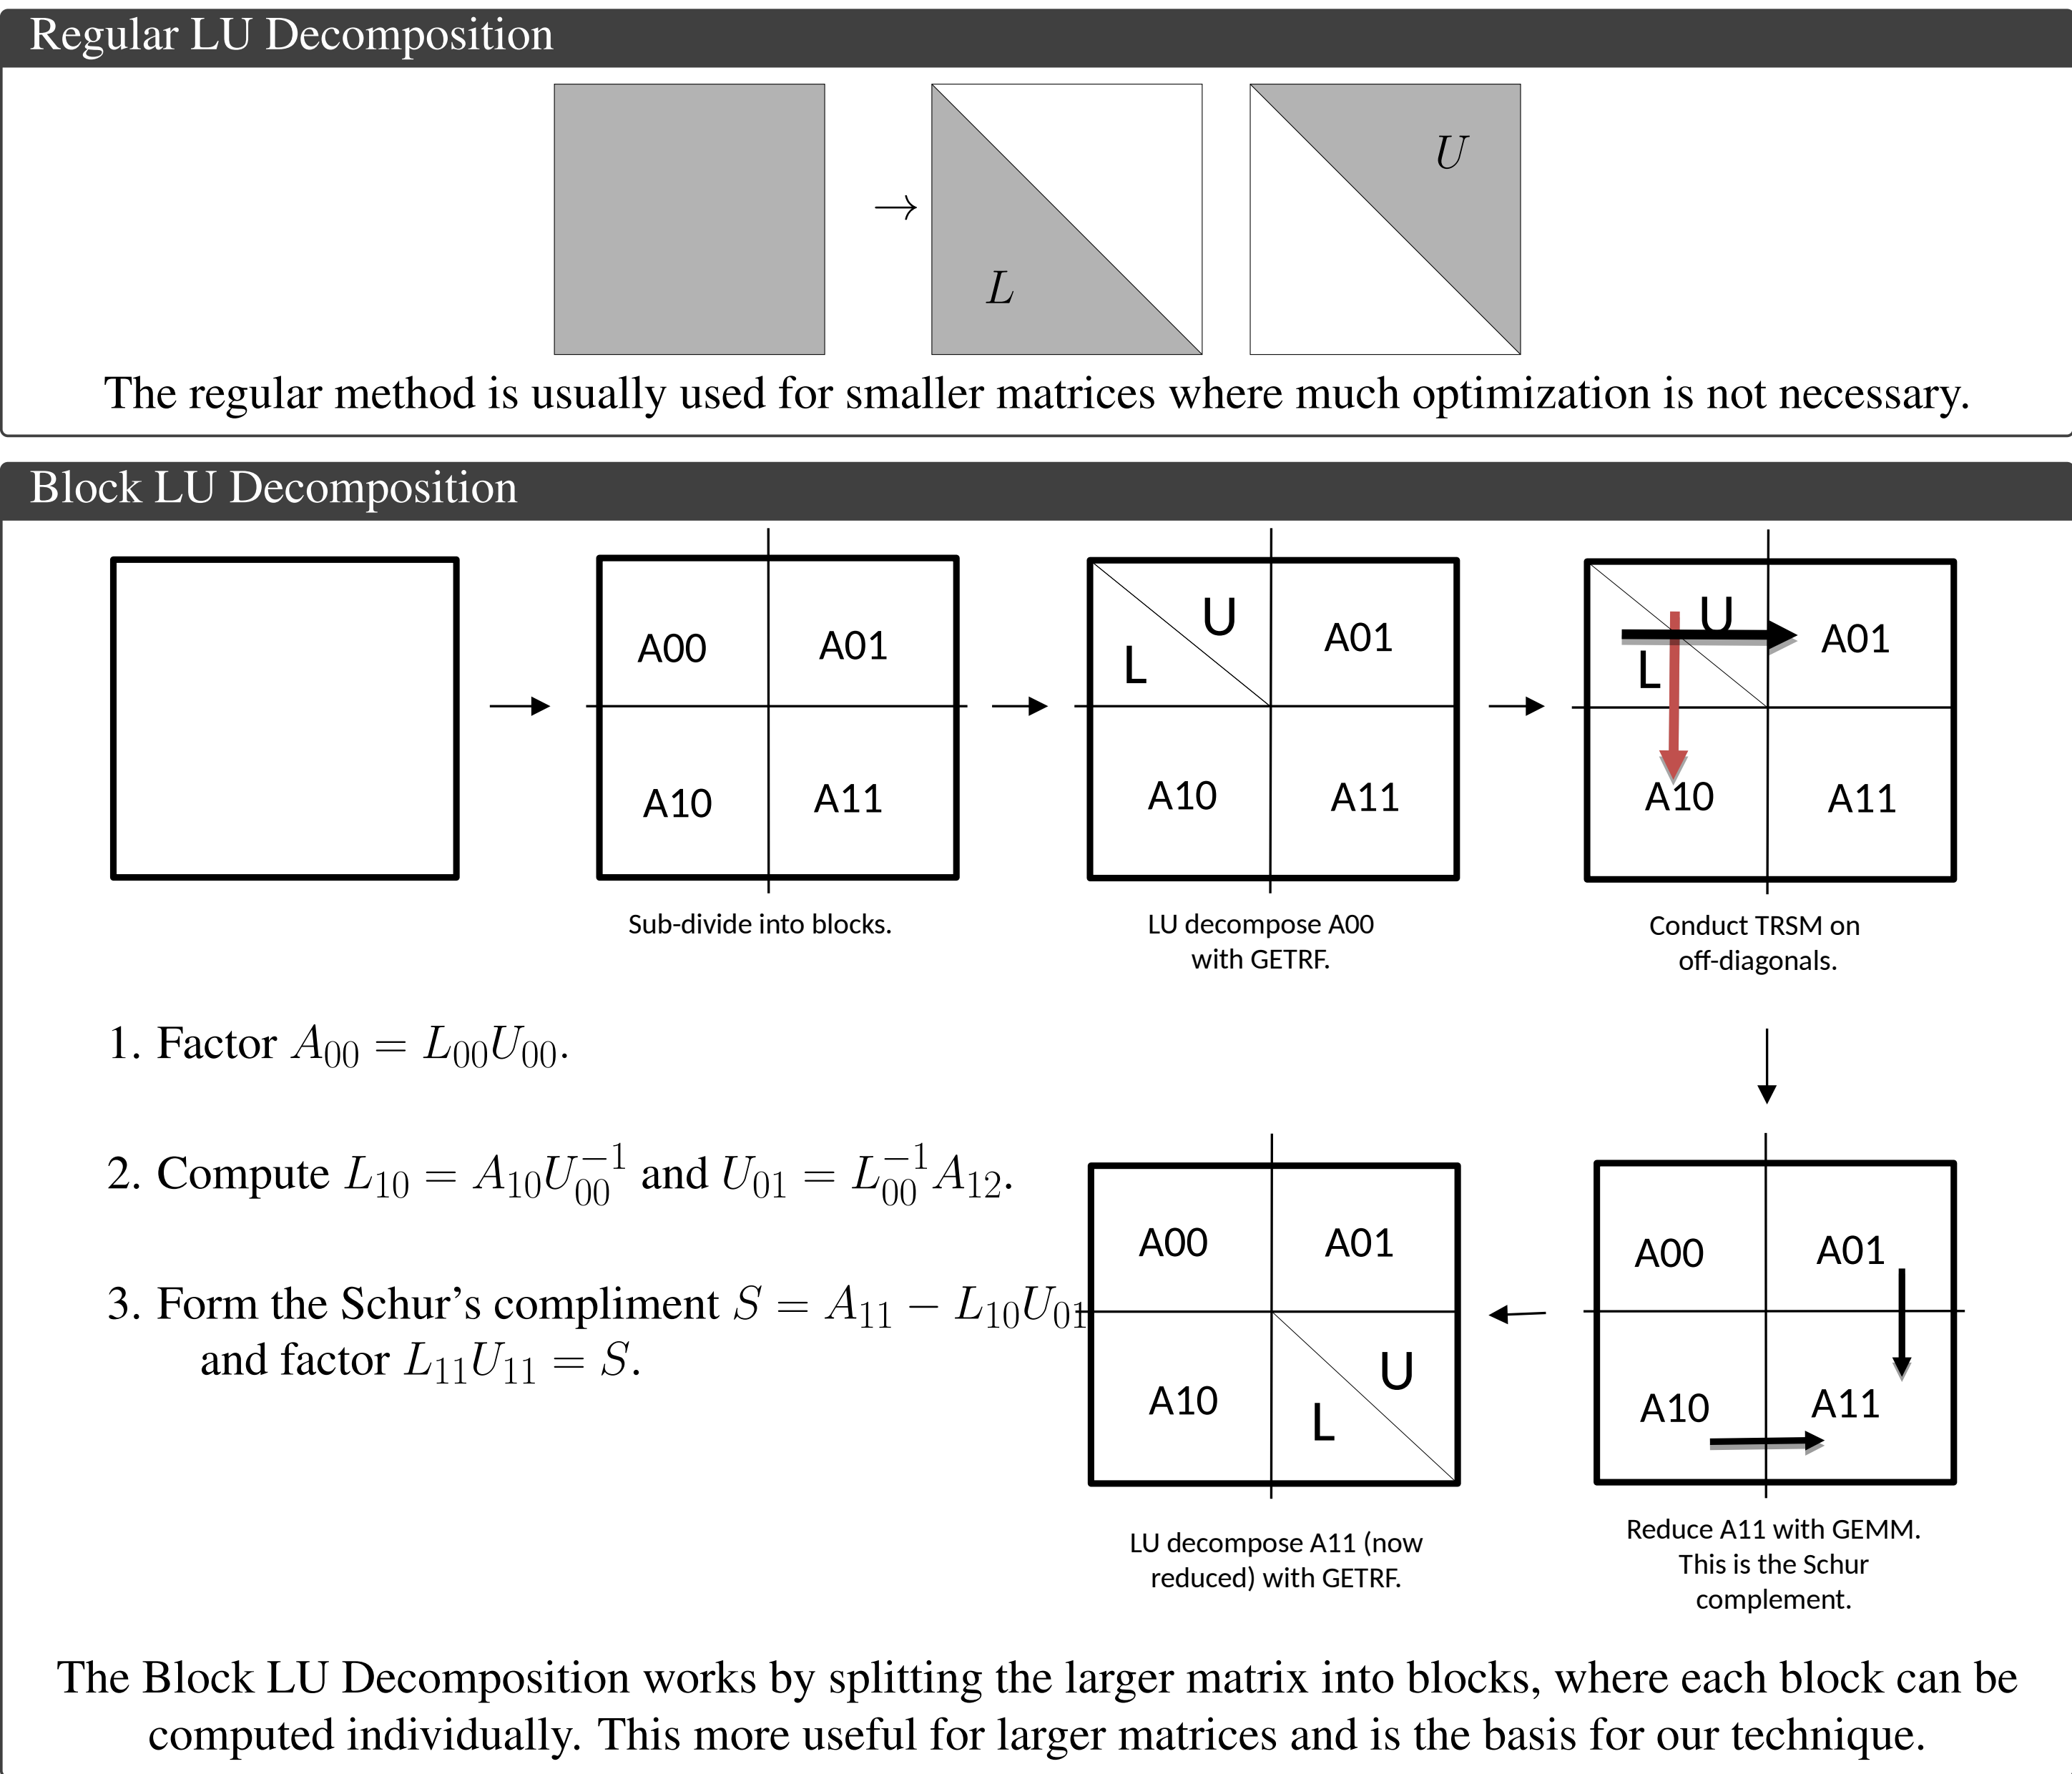 Regular LU Decomposition
→
L
U
The regular method is usually used for smaller matrices where much optimization is not necessary.
Block LU Decomposition
A00 A01
A10 A11
Sub-divide into blocks.
U
L
A01
A10 A11
LU decompose A00
with GETRF.
U
L
A01
A10 A11
Conduct TRSM on
off-diagonals.
1. Factor A₀₀ = L₀₀U₀₀.
2. Compute L₁₀ = A₁₀U₀₀⁻¹ and U₀₁ = L₀₀⁻¹A₁₂.
3. Form the Schur's compliment S = A₁₁ − L₁₀U₀₁
and factor L₁₁U₁₁ = S.
A00 A01
A10
U
L
LU decompose A11 (now
reduced) with GETRF.
A00 A01
A10 A11
Reduce A11 with GEMM.
This is the Schur
complement.
The Block LU Decomposition works by splitting the larger matrix into blocks, where each block can be
computed individually. This more useful for larger matrices and is the basis for our technique.